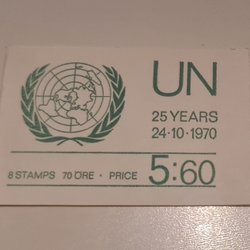 UN
25 YEARS
24·10·1970
8 STAMPS 70 ÖRE · PRICE 5:60